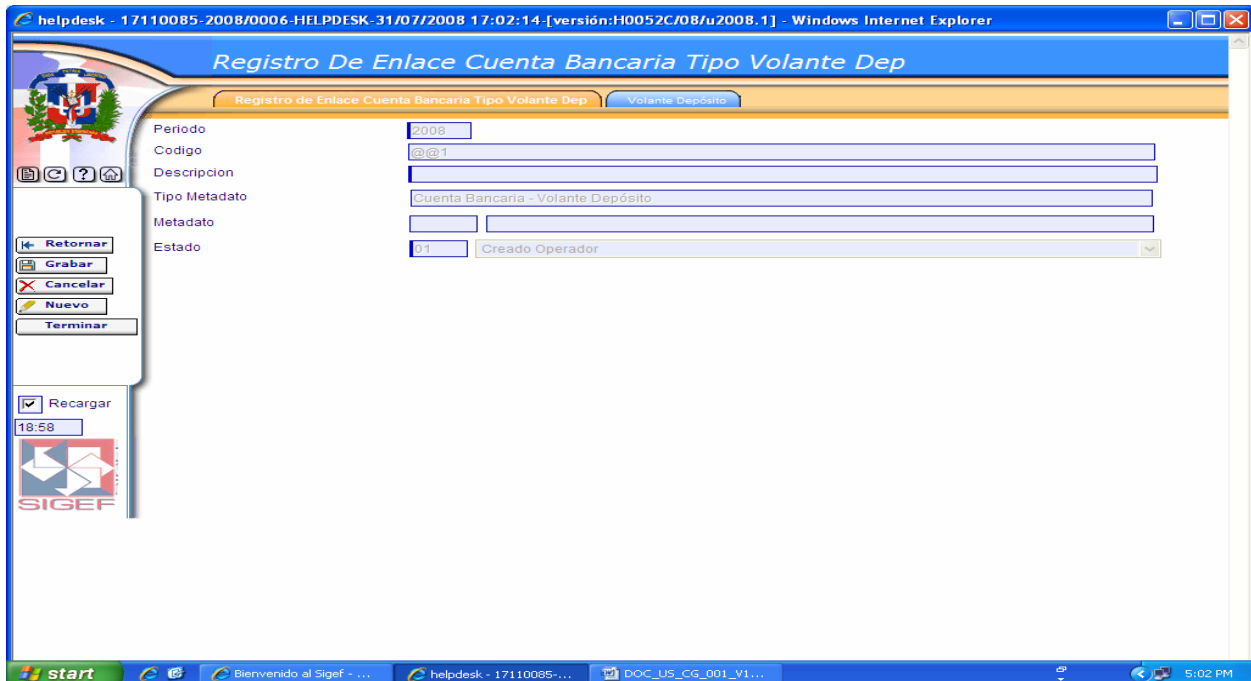 helpdesk - 17110085-2008/0006-HELPDESK-31/07/2008 17:02:14-[versión:H0052C/08/u2008.1] - Windows Internet Explorer
Registro De Enlace Cuenta Bancaria Tipo Volante Dep
Registro de Enlace Cuenta Bancaria Tipo Volante Dep
Volante Depósito
Periodo
2008
Codigo
@@1
Descripcion
Tipo Metadato
Cuenta Bancaria - Volante Depósito
Metadato
Estado
01
Creado Operador
Retornar
Grabar
Cancelar
Nuevo
Terminar
Recargar
18:58
SIGEF
start
Bienvenido al Sigef - ...
helpdesk - 17110085-...
DOC_US_CG_001_V1...
5:02 PM